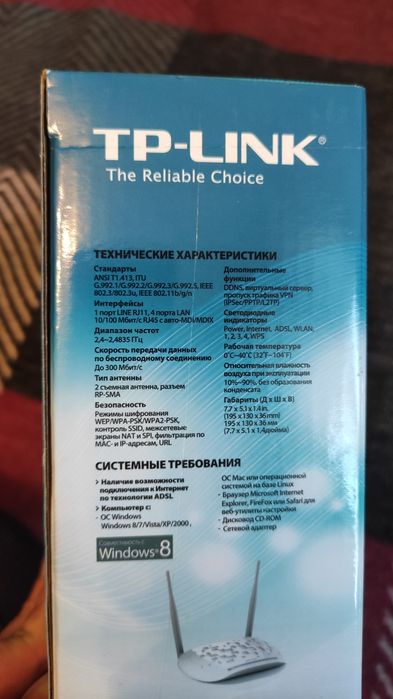 TP-LINK®
The Reliable Choice
ТЕХНИЧЕСКИЕ ХАРАКТЕРИСТИКИ
Стандарты
ANSI T1.413, ITU
G.992.1/G.992.2/G.992.3/G.992.5, IEEE
802.3/802.3u, IEEE 802.11b/g/n
Интерфейсы
1 порт LINE RJ11, 4 порта LAN
10/100 Мбит/с RJ45 с авто-MDI/MDIX
Диапазон частот
2,4~2,4835 ГГц
Скорость передачи данных
по беспроводному соединению
До 300 Мбит/с
Тип антенны
2 съемная антенна, разъем
RP-SMA
Безопасность
Режимы шифрования
WEP/WPA-PSK/WPA2-PSK,
контроль SSID, межсетевые
экраны NAT и SPI, фильтрация по
MAC- и IP-адресам, URL
Дополнительные
функции
DDNS, виртуальный сервер,
пропуск трафика VPN
(IPSec/PPTP/L2TP)
Светодиодные
индикаторы
Power, Internet, ADSL, WLAN,
1, 2, 3, 4, WPS
Рабочая температура
0˚C~40˚C (32˚F~104˚F)
Относительная влажность
воздуха при эксплуатации
10%~90%, без образования
конденсата
Габариты (Д x Ш x В)
7.7 x 5.1 x 1.4 in.
(195 x 130 x 36 mm)
195 x 130 x 36 мм
(7.7 x 5.1 x 1.4дюйма)
СИСТЕМНЫЕ ТРЕБОВАНИЯ
Наличие возможности
подключения к Интернет
по технологии ADSL
Компьютер с:
- ОС Windows
Windows 8/7/Vista/XP/2000 ,
ОС Mac или операционной
системой на базе Linux
- Браузер Microsoft Internet
Explorer, FireFox или Safari для
веб-утилиты настройки
- Дисковод CD-ROM
- Сетевой адаптер
Совместимость с
Windows® 8